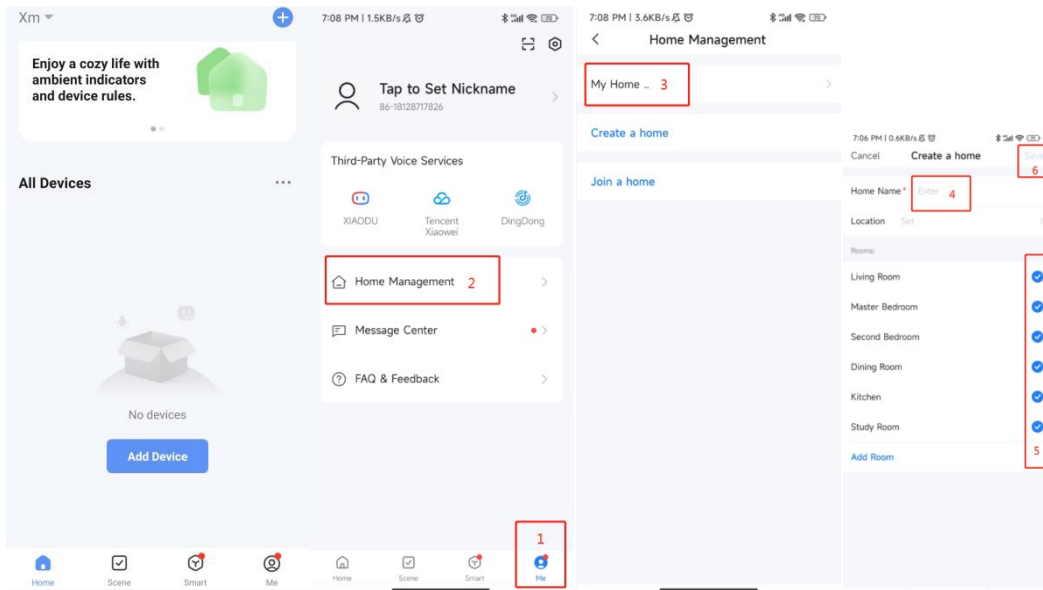 Xm
Enjoy a cozy life with
ambient indicators
and device rules.
All Devices
No devices
Add Device
Home
Scene
Smart
Me
7:08 PM | 1.5KB/s
70
Tap to Set Nickname
86-18128717826
Third-Party Voice Services
XIAODU
Tencent
Xiaowei
DingDong
Home Management 2
Message Center
FAQ & Feedback
1
Home
Scene
Smart
Me
7:08 PM | 3.6KB/s
70
Home Management
My Home .. 3
Create a home
Join a home
7:06 PM | 0.6KB/s
Cancel
Create a home
Save
6
Home Name *
Enter
4
Location
Set
Rooms:
Living Room
Master Bedroom
Second Bedroom
Dining Room
Kitchen
Study Room
Add Room
5